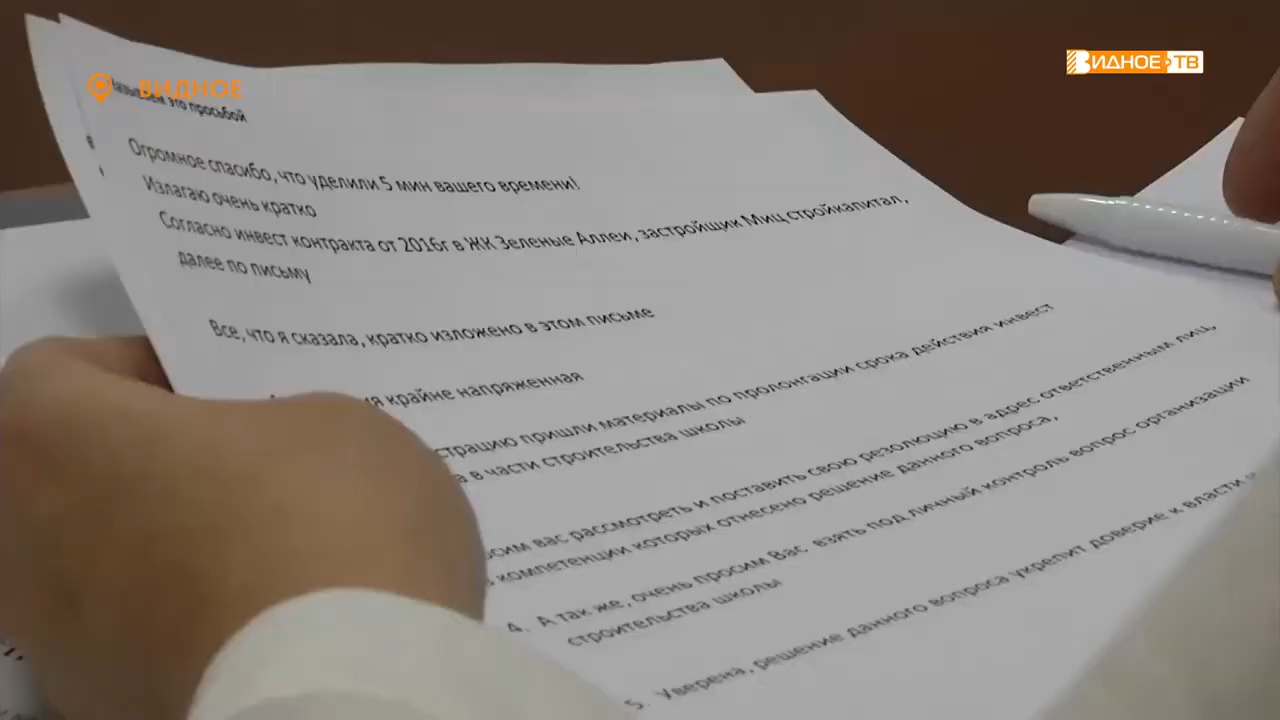 ВИДНОЕ
ВИДНОЕ ТВ
это просьбой
Огромное спасибо, что уделили 5 мин вашего времени!
Излагаю очень кратко
Согласно инвест контракта от 2016г в ЖК Зеленые Аллеи, застройщик Миц стройкапитал,
далее по письму
Все, что я сказала, кратко изложено в этом письме
крайне напряженная
пришли материалы по пролонгации срока действия инвест
в части строительства школы
вас рассмотреть и поставить свою резолюцию в адрес ответственных лиц,
компетенции которых отнесено решение данного вопроса,
4. А так же, очень просим Вас взять под личный контроль вопрос организации
строительства школы
5. Уверена, решение данного вопроса укрепит доверие к власти